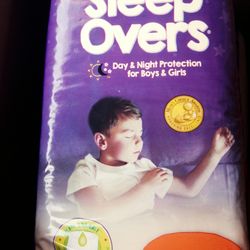 Sleep
Overs
Day & Night Protection
for Boys & Girls